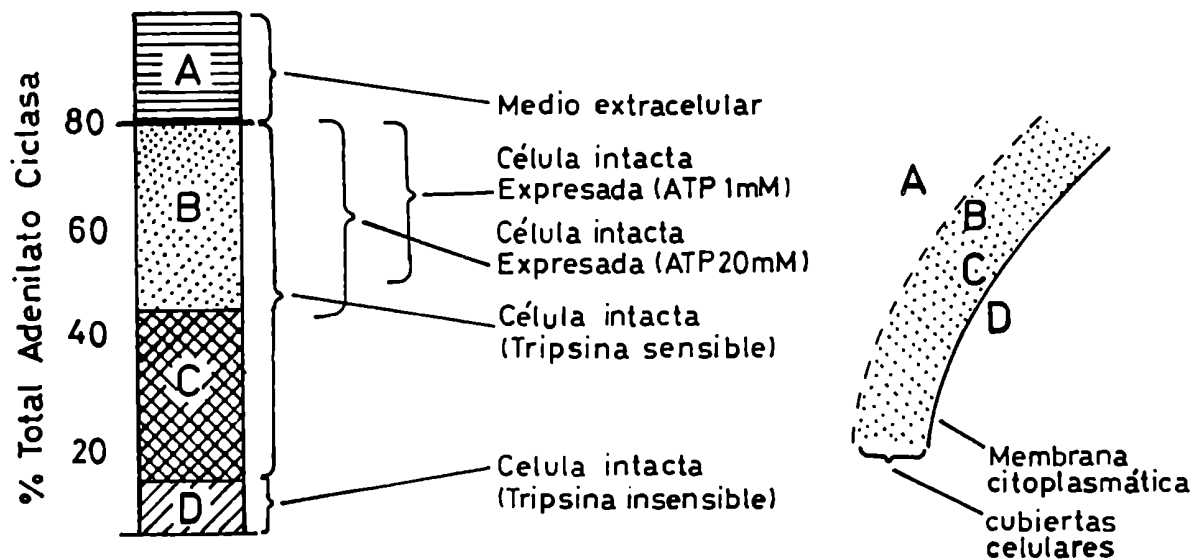 % Total Adenilato Ciclasa
80
60
40
20
A
B
C
D
Medio extracelular
Célula intacta
Expresada (ATP 1mM)
Célula intacta
Expresada (ATP 20mM)
Célula intacta
(Tripsina sensible)
Celula intacta
(Tripsina insensible)
A
B
C
D
Membrana
citoplasmática
cubiertas
celulares